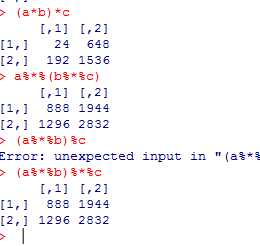 > (a*b)*c
[,1] [,2]
[1,] 24 648
[2,] 192 1536
> a%*%(b%*%c)
[,1] [,2]
[1,] 888 1944
[2,] 1296 2832
> (a%*%b)%c
Error: unexpected input in "(a%*%
> (a%*%b)%*%c
[,1] [,2]
[1,] 888 1944
[2,] 1296 2832
>